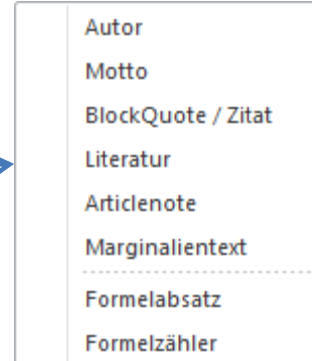 Autor
Motto
BlockQuote / Zitat
Literatur
Articlenote
Marginalientext
Formelabsatz
Formelzähler